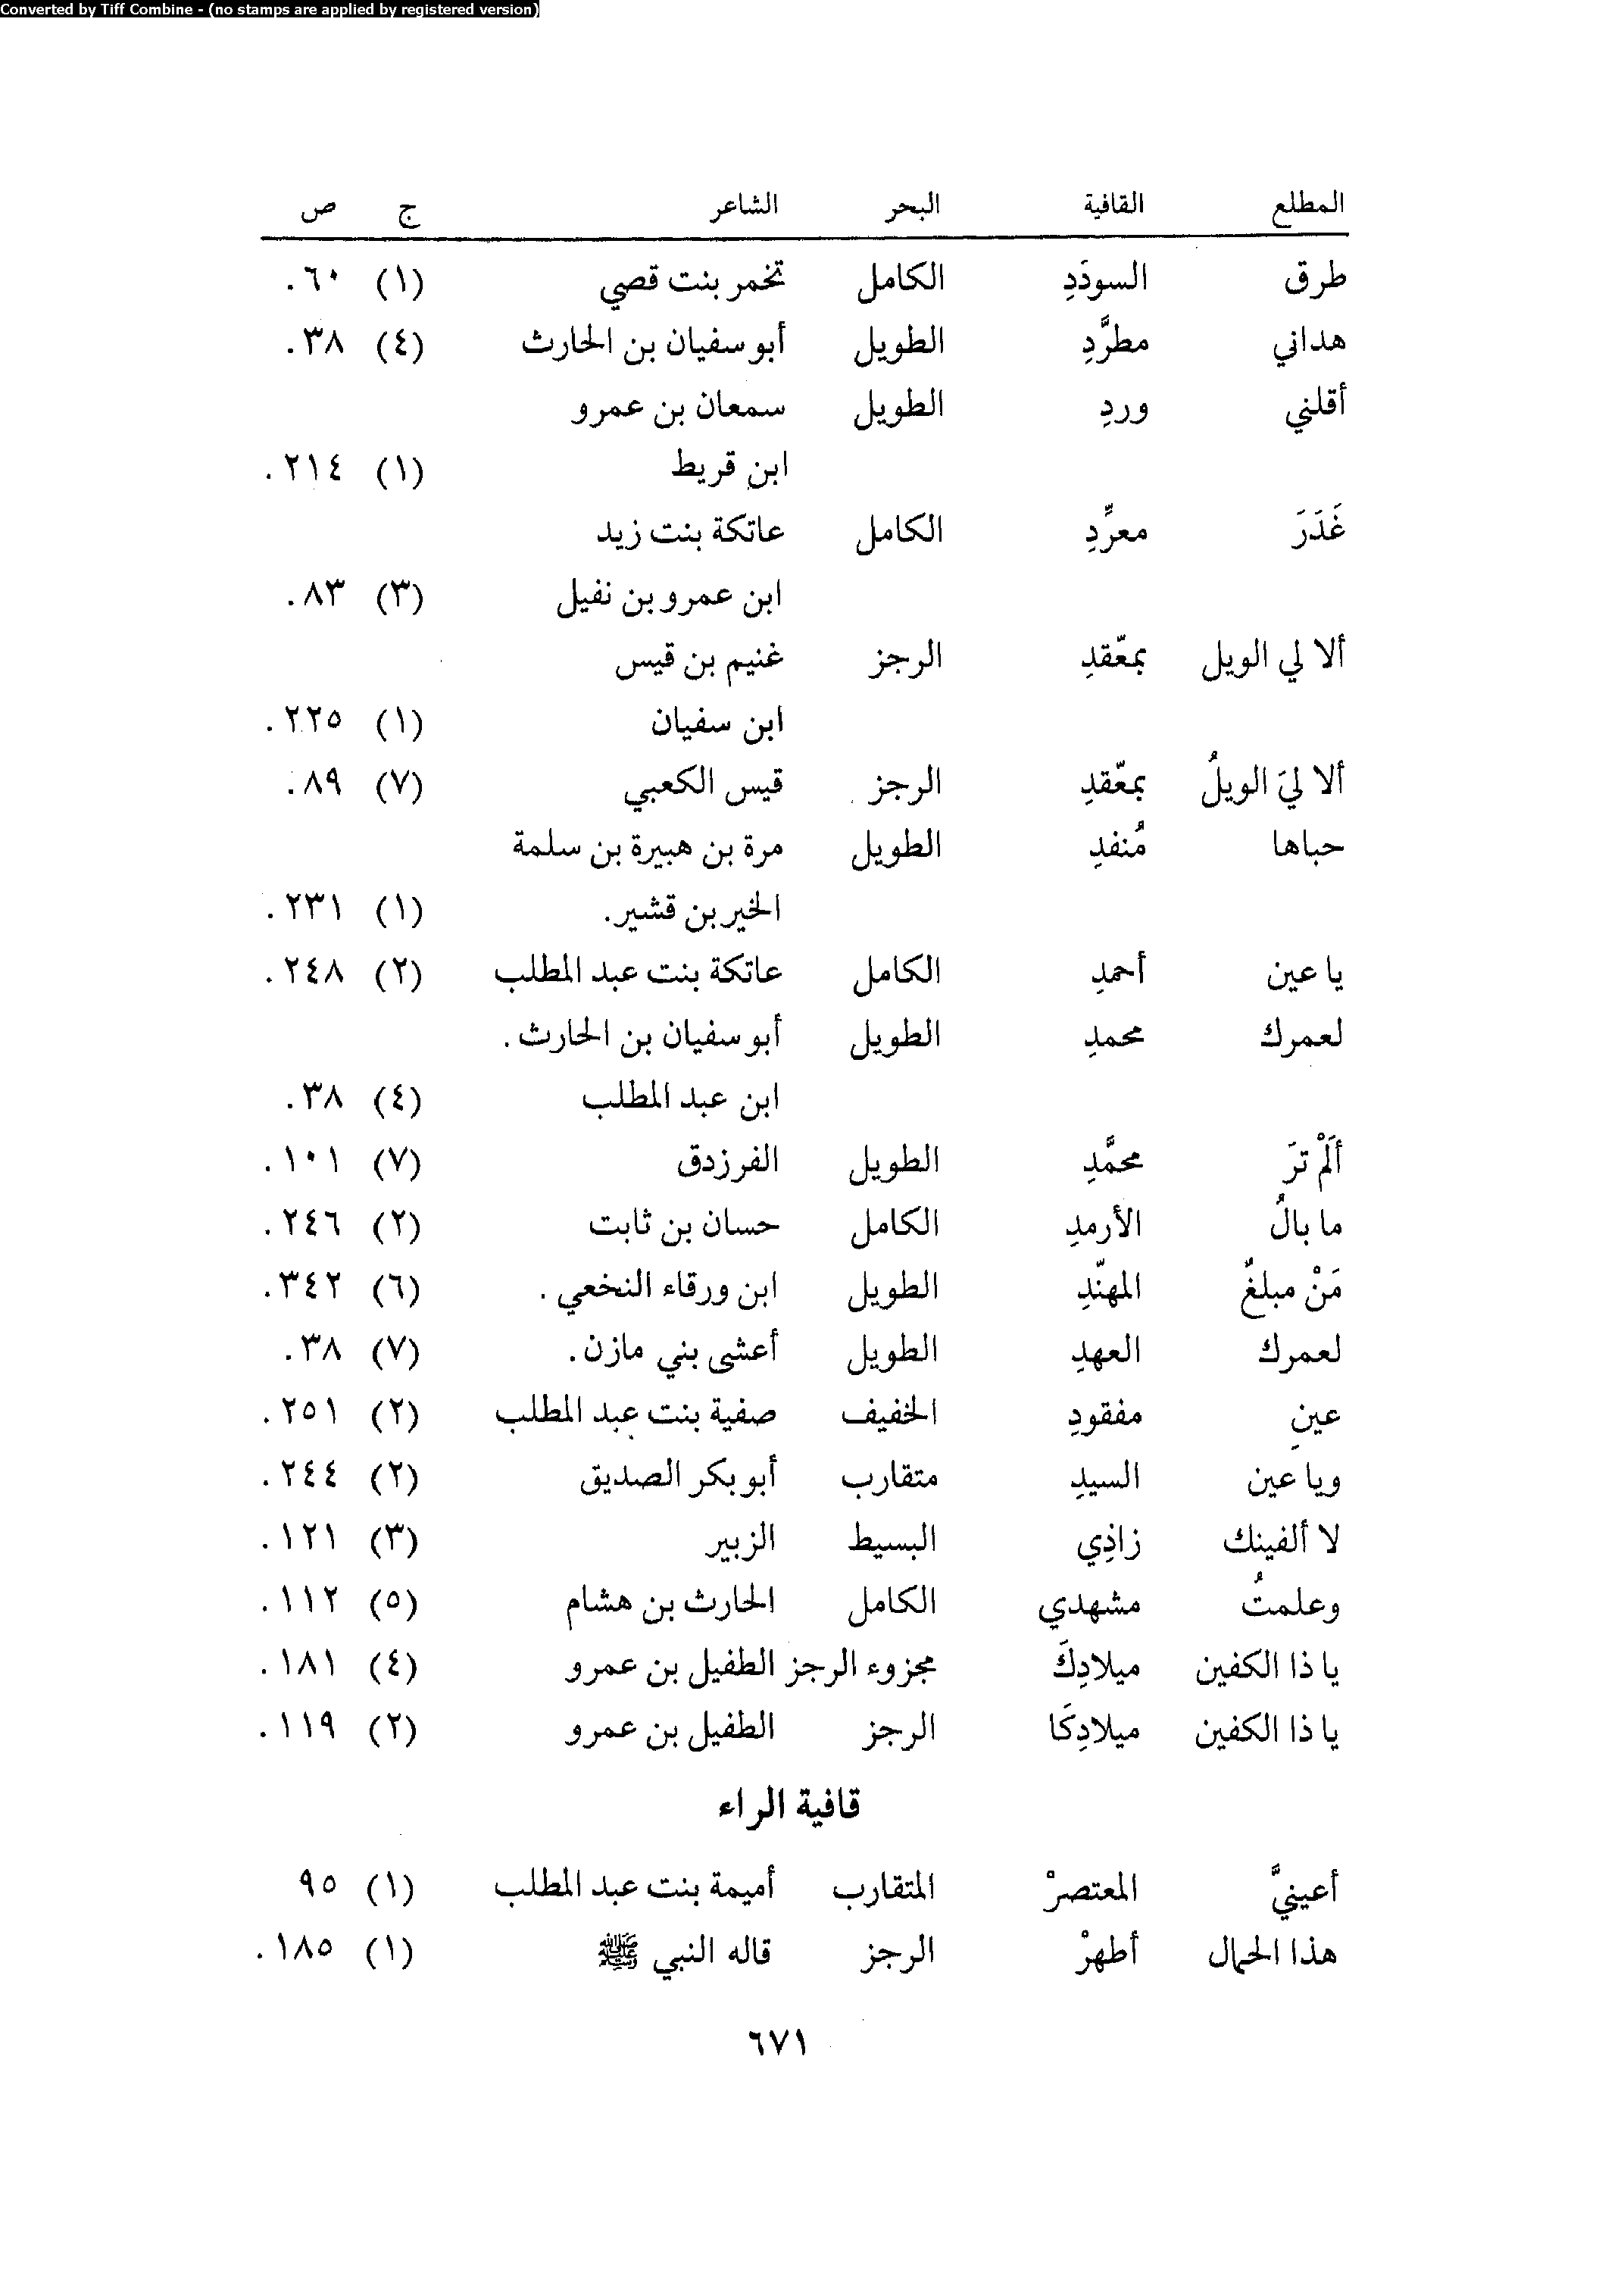 Converted by Tiff Combine - (no stamps are applied by registered version)
المطلع القافية البحر الشاعر ج ص
طرق السودَدِ الكامل تخمر بنت قصي (١) ٦٠.
هداني مطرَّدِ الطويل أبو سفيان بن الحارث (٤) ٣٨.
أقلني وردِ الطويل سمعان بن عمرو
ابن قريط (١) ٢١٤.
غَدَرَ معرِّدِ الكامل عاتكة بنت زيد
ابن عمرو بن نفيل (٣) ٨٣.
ألا لي الويل بمعّقدِ الرجز غنيم بن قيس
ابن سفيان (١) ٢٢٥.
ألا ليَ الويلُ بمعّقدِ الرجز قيس الكعبي (٧) ٨٩.
حباها مُنفدِ الطويل مرة بن هبيرة بن سلمة
الخير بن قشير. (١) ٢٣١.
يا عين أحمدِ الكامل عاتكة بنت عبد المطلب (٢) ٢٤٨.
لعمرك محمدِ الطويل أبو سفيان بن الحارث.
ابن عبد المطلب (٤) ٣٨.
ألَمْ ترَ محمَّدِ الطويل الفرزدق (٧) ١٠١.
ما بالُ الأرمدِ الكامل حسان بن ثابت (٢) ٢٤٦.
مَنْ مبلغٌ المهنّدِ الطويل ابن ورقاء النخعي. (٦) ٣٤٢.
لعمرك العهدِ الطويل أعشى بني مازن. (٧) ٣٨.
عينِ مفقودِ الخفيف صفية بنت عبد المطلب (٢) ٢٥١.
ويا عين السيدِ متقارب أبو بكر الصديق (٢) ٢٤٤.
لا ألفينك زاذِي البسيط الزبير (٣) ١٢١.
وعلمتُ مشهدي الكامل الحارث بن هشام (٥) ١١٢.
يا ذا الكفين ميلادِكَ مجزوء الرجز الطفيل بن عمرو (٤) ١٨١.
يا ذا الكفين ميلادِكَا الرجز الطفيل بن عمرو (٢) ١١٩.
قافية الراء
أعينيَّ المعتصرْ المتقارب أميمة بنت عبد المطلب (١) ٩٥
هذا الحمال أطهرْ الرجز قاله النبي ﷺ (١) ١٨٥.
٦٧١